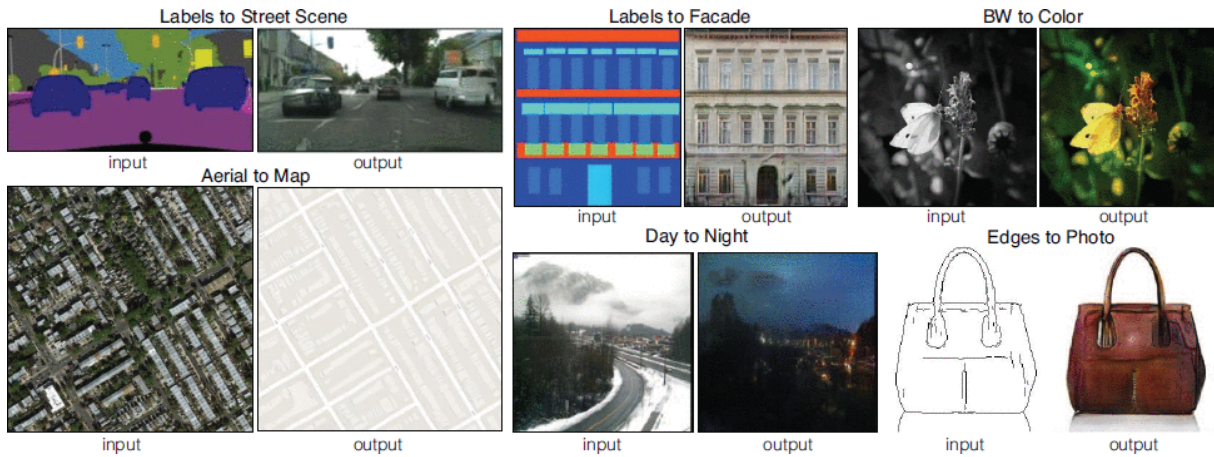 Labels to Street Scene
input
output
Aerial to Map
input
output
Labels to Facade
input
output
BW to Color
input
output
Day to Night
input
output
Edges to Photo
input
output